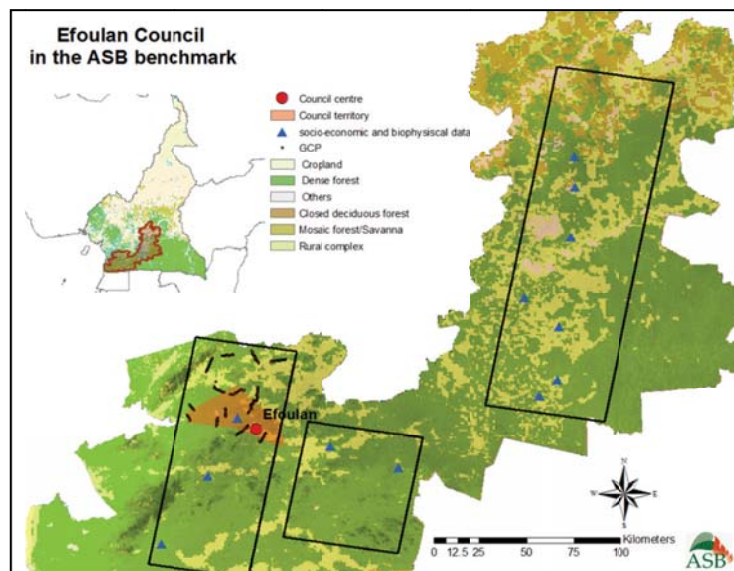 Efoulan Council
in the ASB benchmark
Council centre
Council territory
socio-economic and biophysiscal data
GCP
Cropland
Dense forest
Others
Closed deciduous forest
Mosaic forest/Savanna
Rural complex
Efoulan
N
W E
S
Kilometers
0 12.5 25 50 75 100
ASB